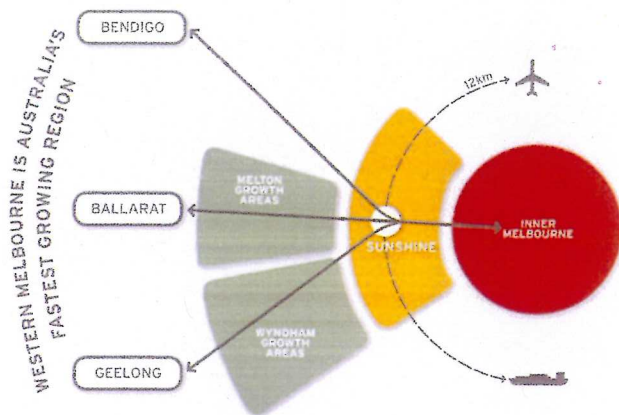 WESTERN MELBOURNE IS AUSTRALIA'S
FASTEST GROWING REGION
BENDIGO
12km
MELTON
GROWTH
AREAS
BALLARAT
SUNSHINE
INNER
MELBOURNE
WYNDHAM
GROWTH
AREAS
GEELONG